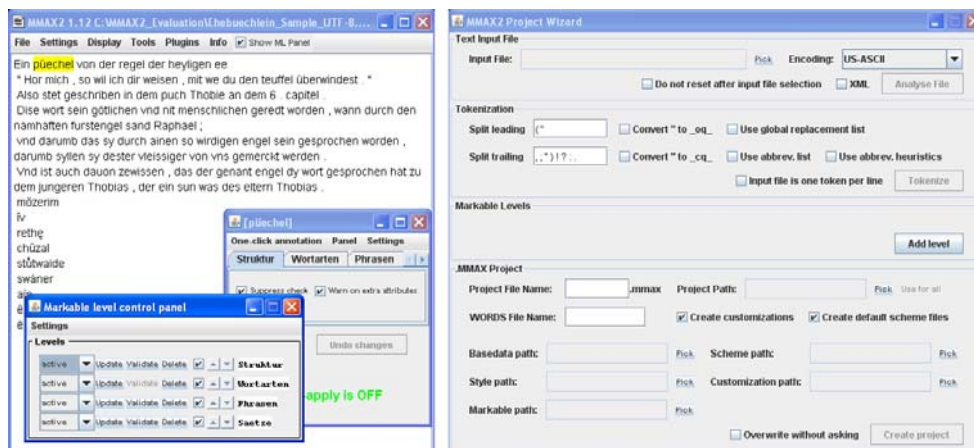 MMAX2 1.12 C:\MMAX2_Evaluation\Ehebuechlein_Sample_UTF-8....
File Settings Display Tools Plugins Info Show ML Panel
Ein püechel von der regel der heyligen ee
" Hor mich , so wil ich dir weisen , mit we du den teuffel überwindest . "
Also stet geschriben in dem puch Thobie an dem 6 . capitel .
Dise wort sein götlichen vnd nit menschlichen geredt worden , wann durch den
namhaften furstengel sand Raphael ;
vnd darumb das sy durch ainen so wirdigen engel sein gesprochen worden ,
darumb syllen sy dester vleissiger von vns gemerckt werden .
Vnd ist auch dauon zewissen , das der genant engel dy wort gesprochen hat zu
dem jungeren Thobias , der ein sun was des eltern Thobias .
mözerim
îv
rethę
chûzal
stůtwaide
swáner
[püechel]
One-click annotation Panel Settings
Struktur Wortarten Phrasen
Suppress check Warn on extra attributes
Undo changes
-apply is OFF
Markable level control panel
Settings
Levels
active Update Validate Delete Struktur
active Update Validate Delete Wortarten
active Update Validate Delete Phrasen
active Update Validate Delete Saetze
MMAX2 Project Wizard
Text Input File
Input File: Pick Encoding: US-ASCII
Do not reset after input file selection XML Analyse File
Tokenization
Split leading ("  Convert " to _oq_ Use global replacement list
Split trailing .,;")!?:. Convert " to _cq_ Use abbrev. list Use abbrev. heuristics
Input file is one token per line Tokenize
Markable Levels
Add level
.MMAX Project
Project File Name: .mmax Project Path: Pick Use for all
WORDS File Name: Create customizations Create default scheme files
Basedata path: Pick Scheme path: Pick
Style path: Pick Customization path: Pick
Markable path: Pick
Overwrite without asking Create project